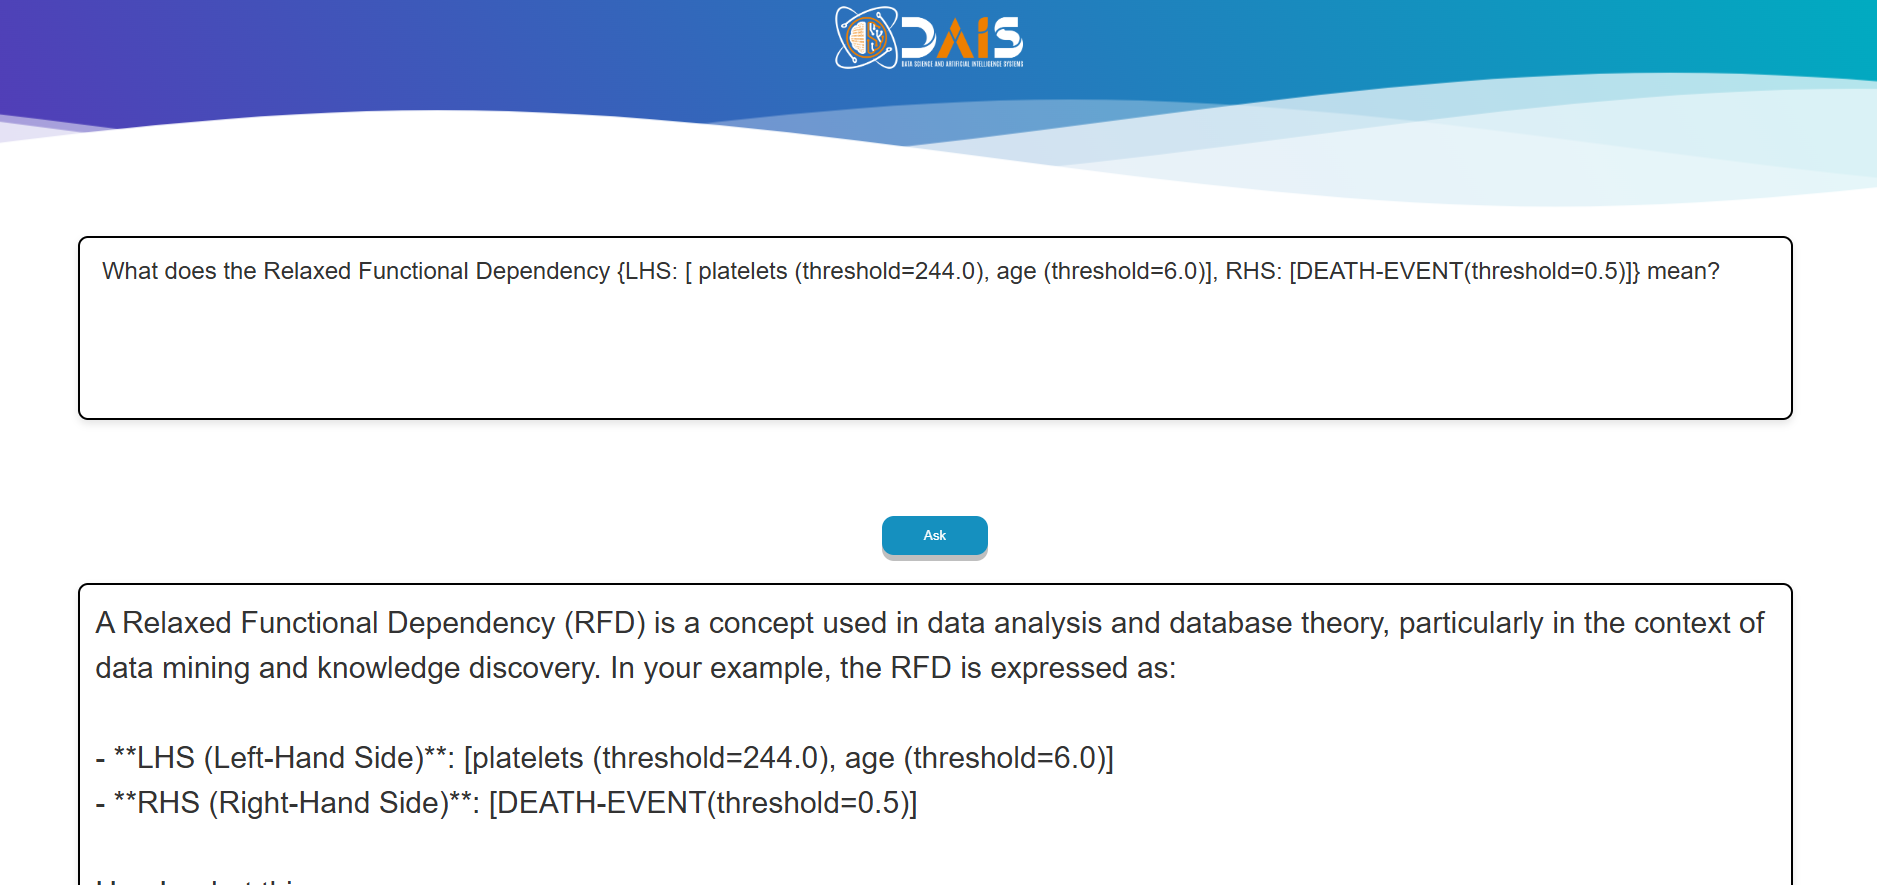 DAiS
DATA SCIENCE AND ARTIFICIAL INTELLIGENCE SYSTEMS
What does the Relaxed Functional Dependency {LHS: [ platelets (threshold=244.0), age (threshold=6.0)], RHS: [DEATH-EVENT(threshold=0.5)]} mean?
Ask
A Relaxed Functional Dependency (RFD) is a concept used in data analysis and database theory, particularly in the context of
data mining and knowledge discovery. In your example, the RFD is expressed as:
- **LHS (Left-Hand Side)**: [platelets (threshold=244.0), age (threshold=6.0)]
- **RHS (Right-Hand Side)**: [DEATH-EVENT(threshold=0.5)]